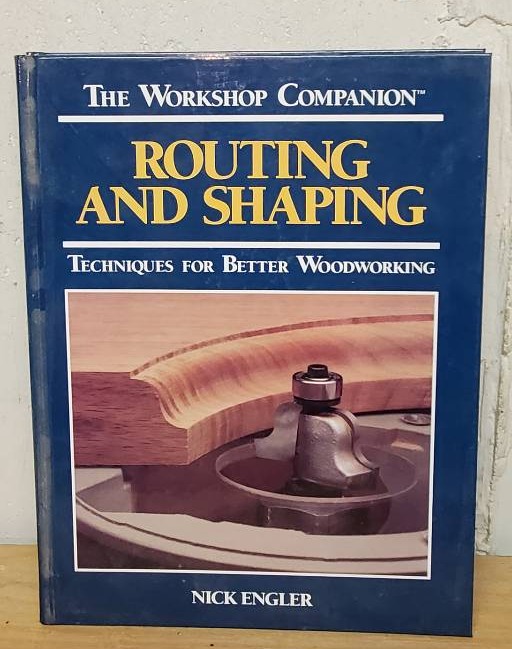 THE WORKSHOP COMPANION™
ROUTING
AND SHAPING
TECHNIQUES FOR BETTER WOODWORKING
NICK ENGLER